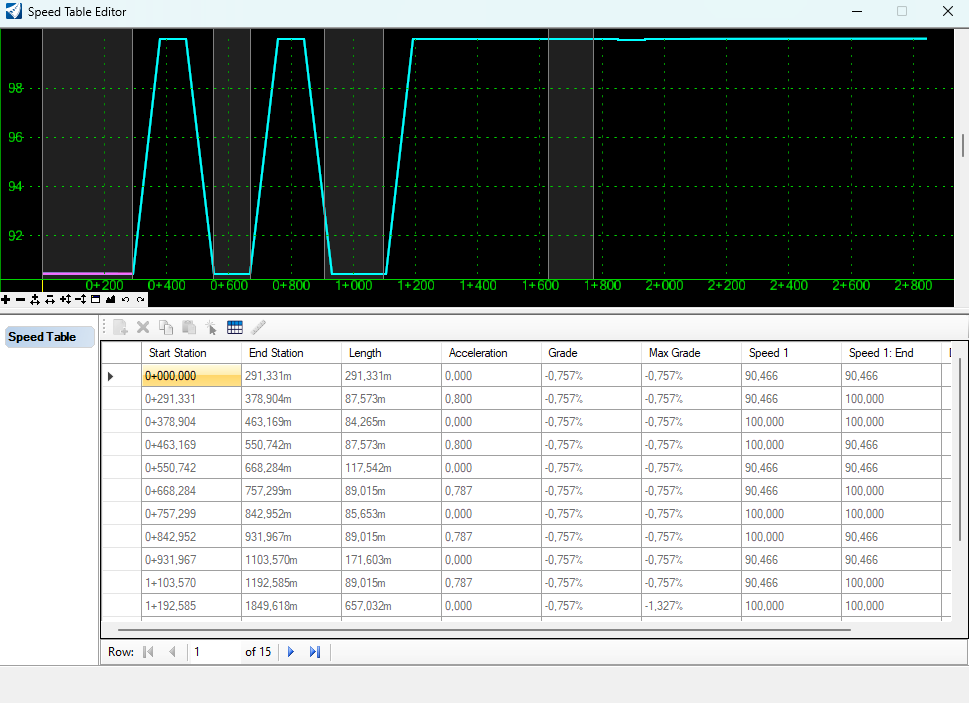 Speed Table Editor
98
96
94
92
0+200 0+400 0+600 0+800 1+000 1+200 1+400 1+600 1+800 2+000 2+200 2+400 2+600 2+800
Speed Table
Start Station End Station Length Acceleration Grade Max Grade Speed 1 Speed 1: End
0+000,000 291,331m 291,331m 0,000 -0,757% -0,757% 90,466 90,466
0+291,331 378,904m 87,573m 0,800 -0,757% -0,757% 90,466 100,000
0+378,904 463,169m 84,265m 0,000 -0,757% -0,757% 100,000 100,000
0+463,169 550,742m 87,573m 0,800 -0,757% -0,757% 100,000 90,466
0+550,742 668,284m 117,542m 0,000 -0,757% -0,757% 90,466 90,466
0+668,284 757,299m 89,015m 0,787 -0,757% -0,757% 90,466 100,000
0+757,299 842,952m 85,653m 0,000 -0,757% -0,757% 100,000 100,000
0+842,952 931,967m 89,015m 0,787 -0,757% -0,757% 100,000 90,466
0+931,967 1103,570m 171,603m 0,000 -0,757% -0,757% 90,466 90,466
1+103,570 1192,585m 89,015m 0,787 -0,757% -0,757% 90,466 100,000
1+192,585 1849,618m 657,032m 0,000 -0,757% -1,327% 100,000 100,000
Row: 1 of 15